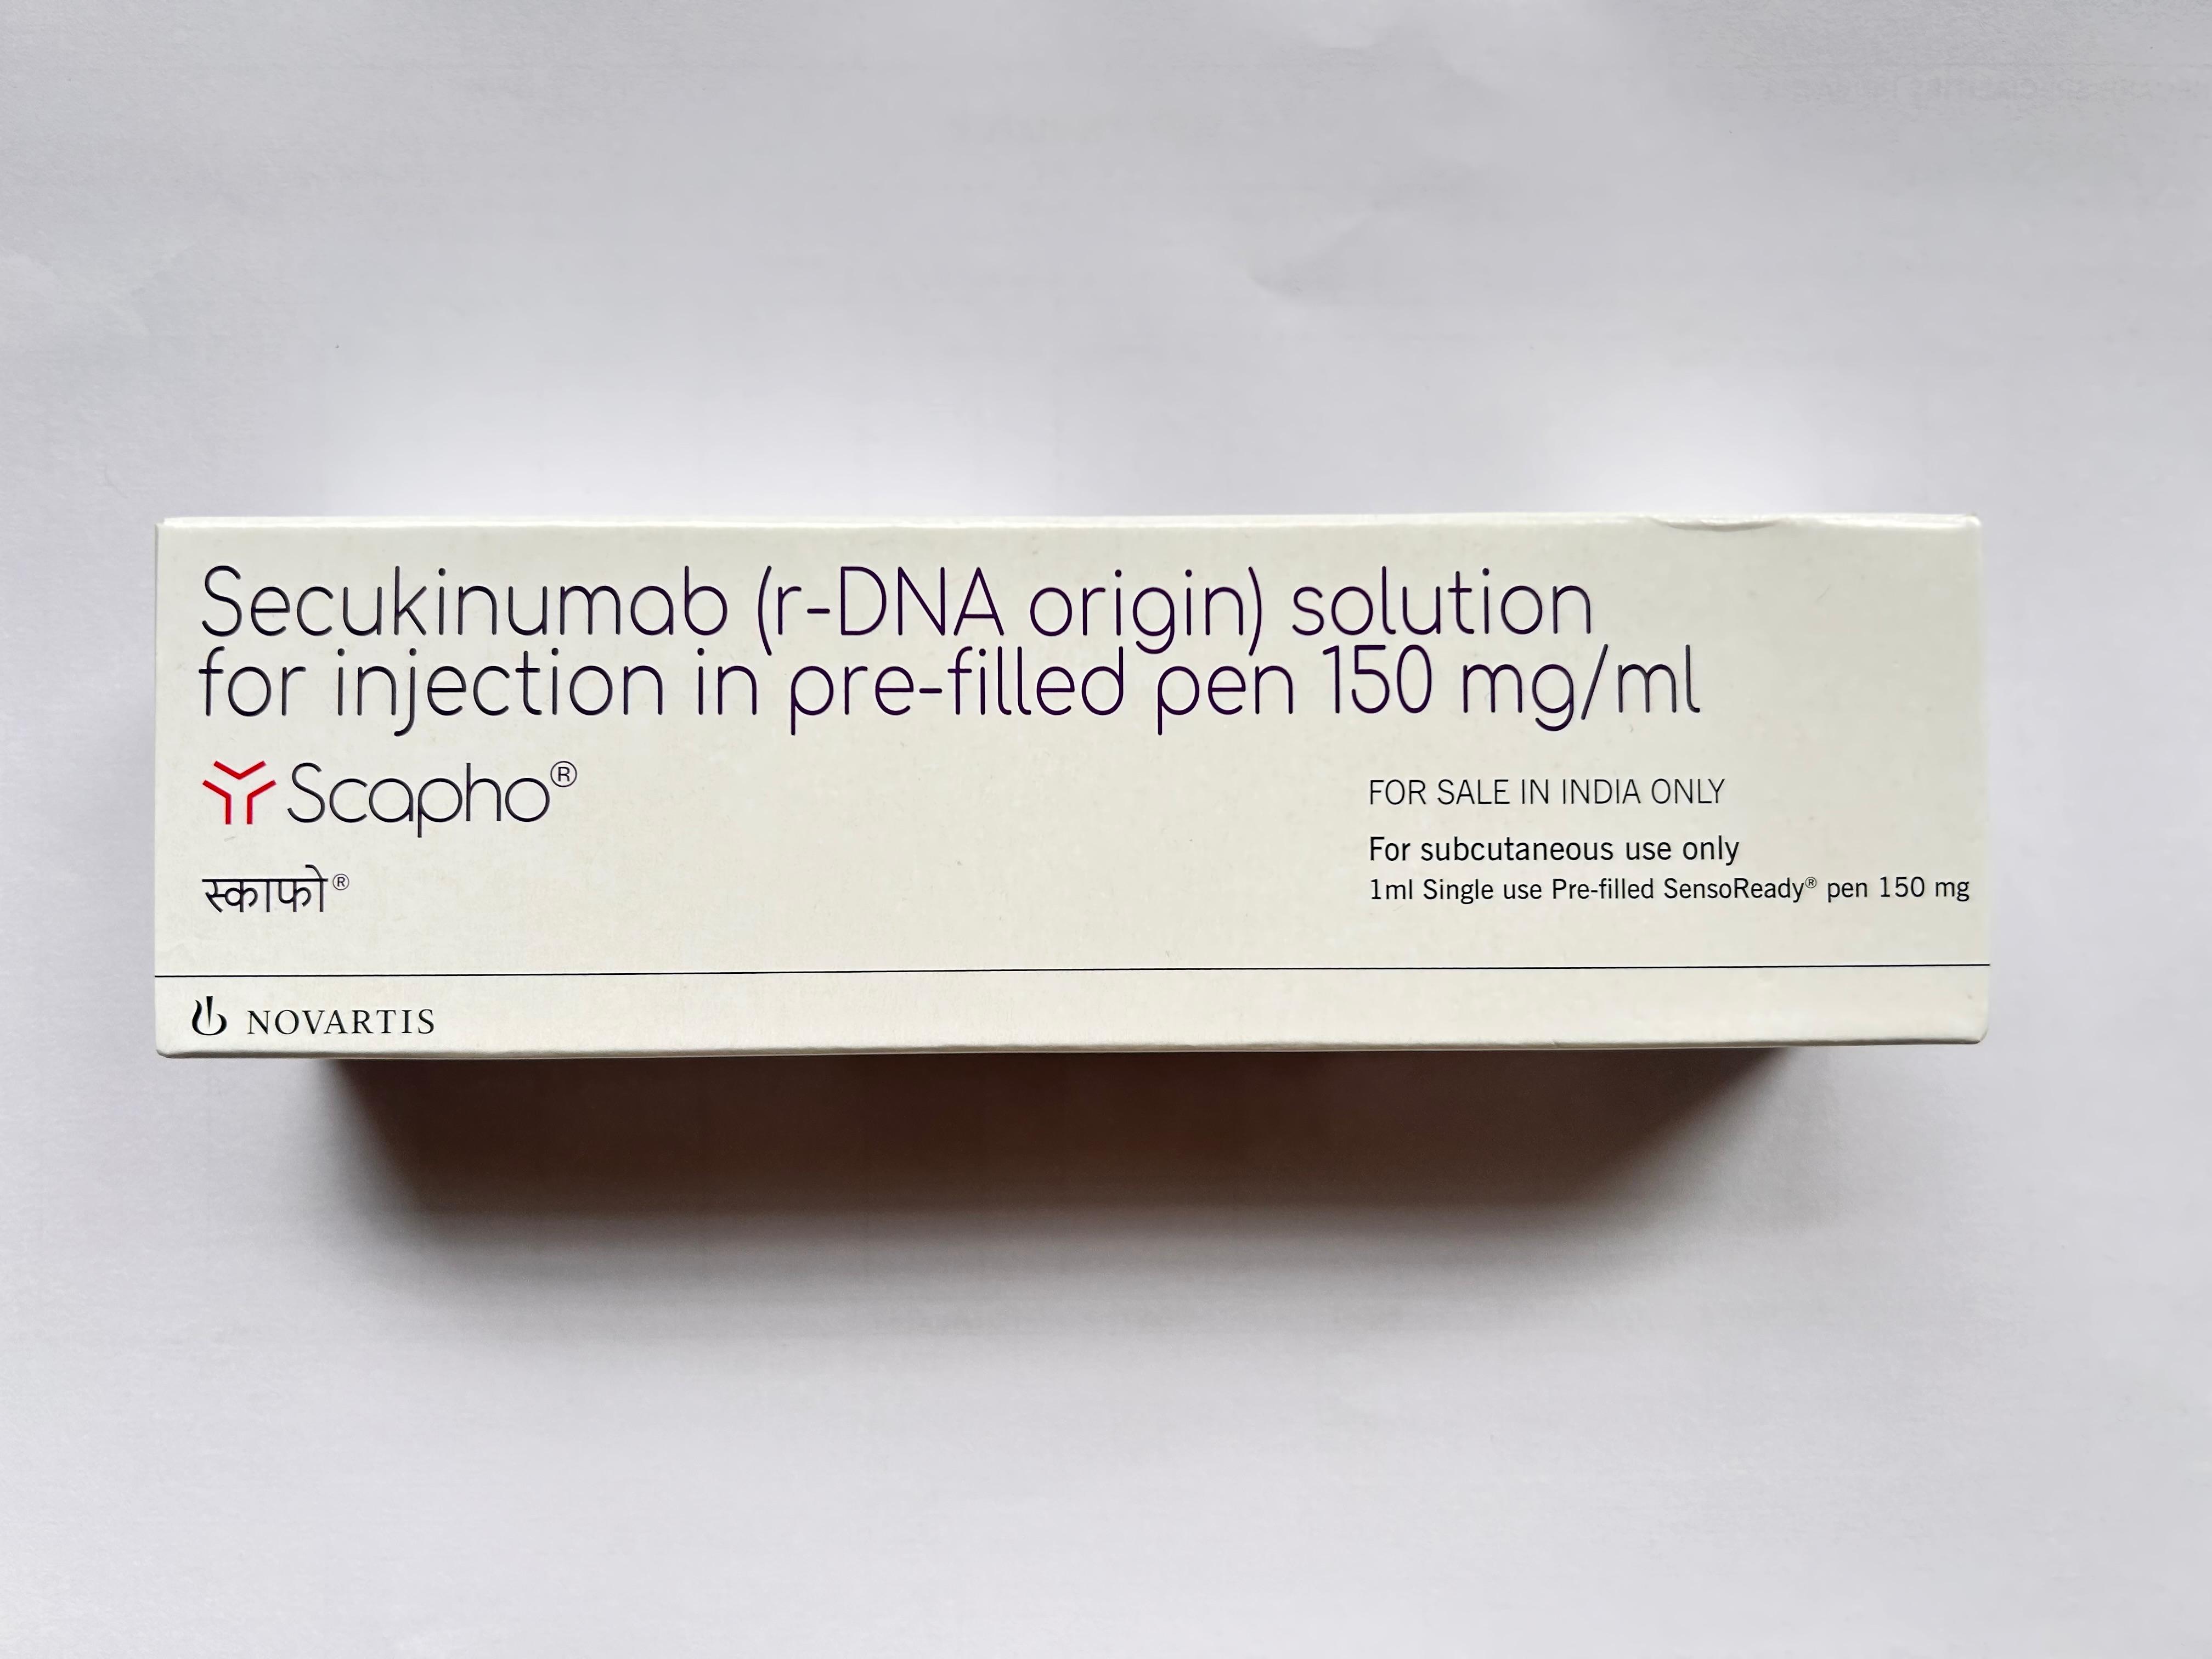 Secukinumab (r-DNA origin) solution
for injection in pre-filled pen 150 mg/ml
Scapho®
स्काफो®
FOR SALE IN INDIA ONLY
For subcutaneous use only
1ml Single use Pre-filled SensoReady® pen 150 mg
NOVARTIS